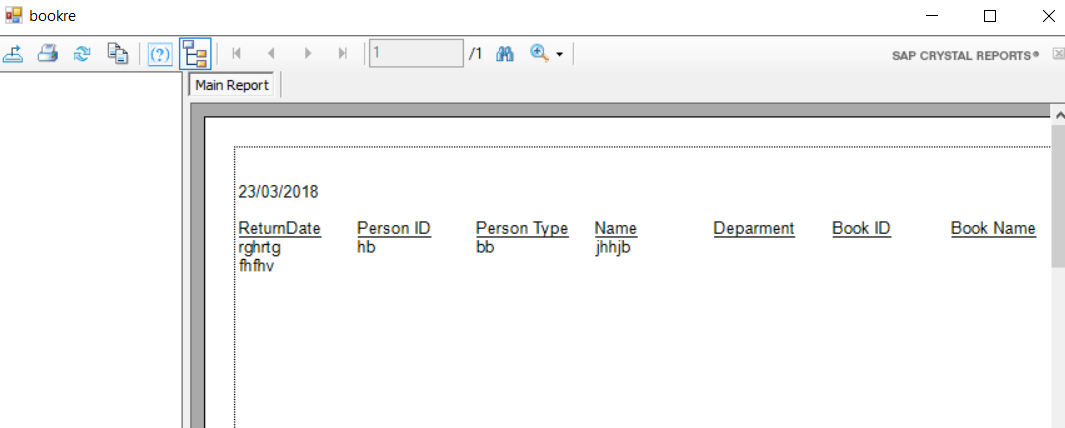 bookre
(?) 1 /1 SAP CRYSTAL REPORTS®
Main Report
23/03/2018
ReturnDate Person ID Person Type Name Deparment Book ID Book Name
rghrtg hb bb jhhjb
fhfhv